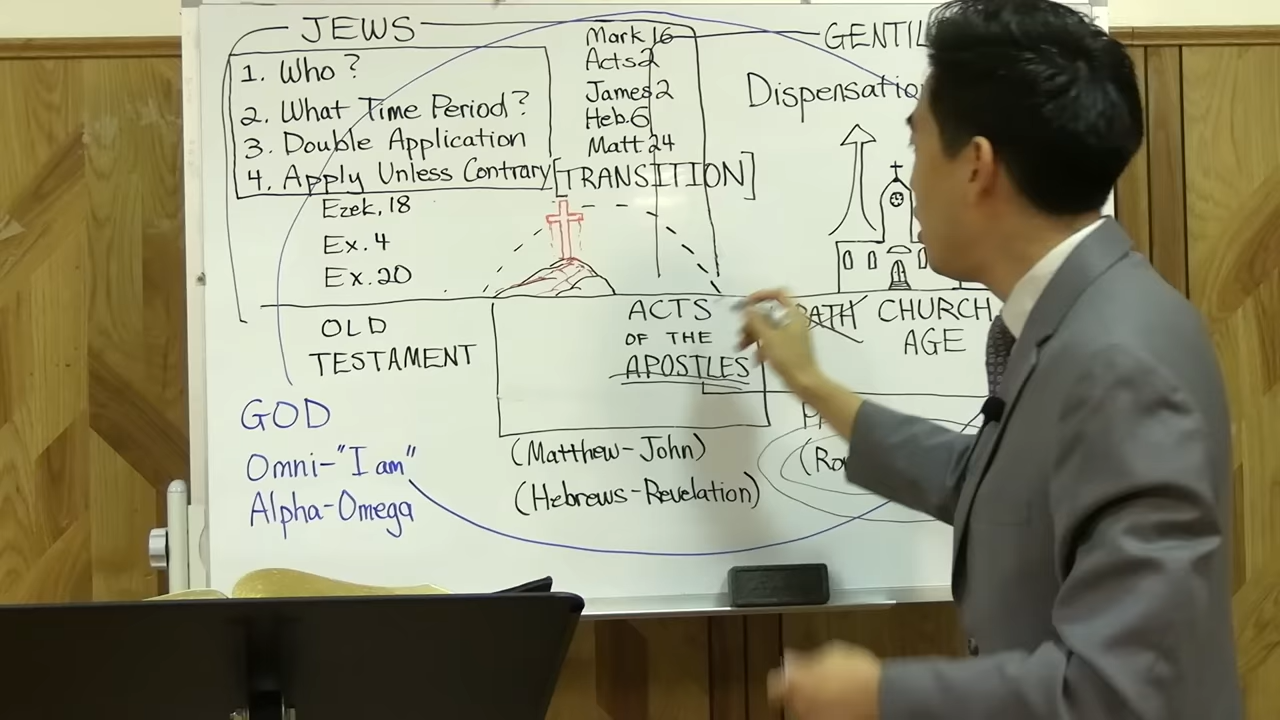 JEWS
1. Who?
2. What Time Period?
3. Double Application
4. Apply Unless Contrary
Mark 16
Acts 2
James 2
Heb. 6
Matt 24
[TRANSITION]
GENTIL
Dispensatio
Ezek, 18
Ex. 4
Ex. 20
OLD
TESTAMENT
ACTS
OF THE
APOSTLES
CHURCH
AGE
(Matthew-John)
(Hebrews-Revelation)
GOD
Omni-"I am"
Alpha-Omega